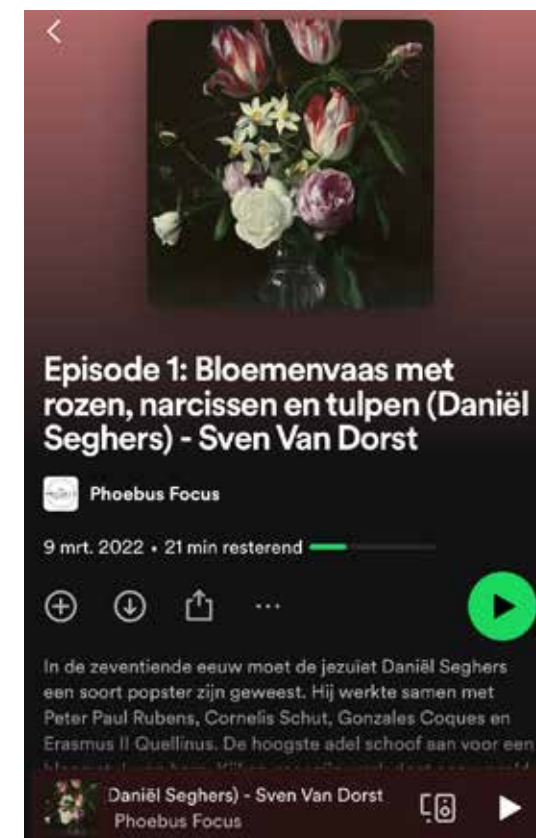 Episode 1: Bloemenvaas met
rozen, narcissen en tulpen (Daniël
Seghers) - Sven Van Dorst
Phoebus Focus
9 mrt. 2022 • 21 min resterend
In de zeventiende eeuw moet de jezuïet Daniël Seghers
een soort popster zijn geweest. Hij werkte samen met
Peter Paul Rubens, Cornelis Schut, Gonzales Coques en
Erasmus II Quellinus. De hoogste adel schoof aan voor een
Daniël Seghers) - Sven Van Dorst
Phoebus Focus